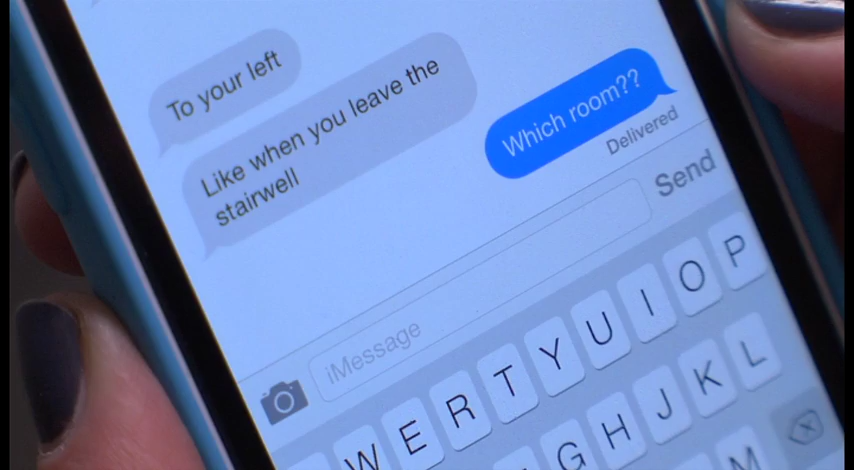 To your left
Like when you leave the
stairwell
Which room??
Delivered
iMessage
Send
W E R T Y U I O P
G H J K L
M